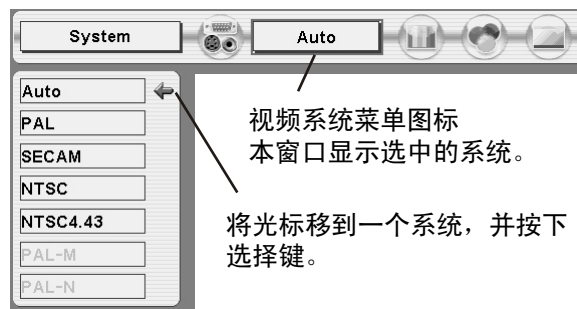 System
Auto
Auto
PAL
SECAM
NTSC
NTSC4.43
PAL-M
PAL-N
视频系统菜单图标
本窗口显示选中的系统。
将光标移到一个系统，并按下
选择键。